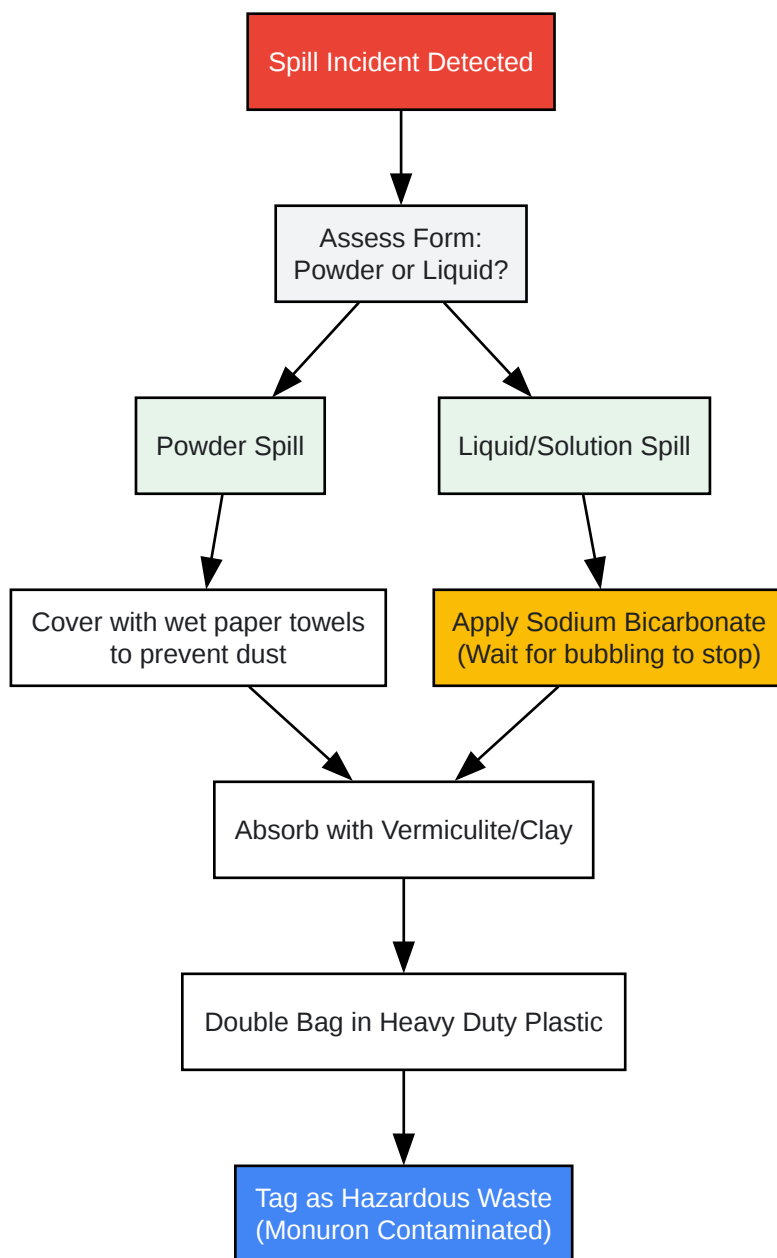 Spill Incident Detected
Assess Form:
Powder or Liquid?
Powder Spill
Liquid/Solution Spill
Cover with wet paper towels
to prevent dust
Apply Sodium Bicarbonate
(Wait for bubbling to stop)
Absorb with Vermiculite/Clay
Double Bag in Heavy Duty Plastic
Tag as Hazardous Waste
(Monuron Contaminated)